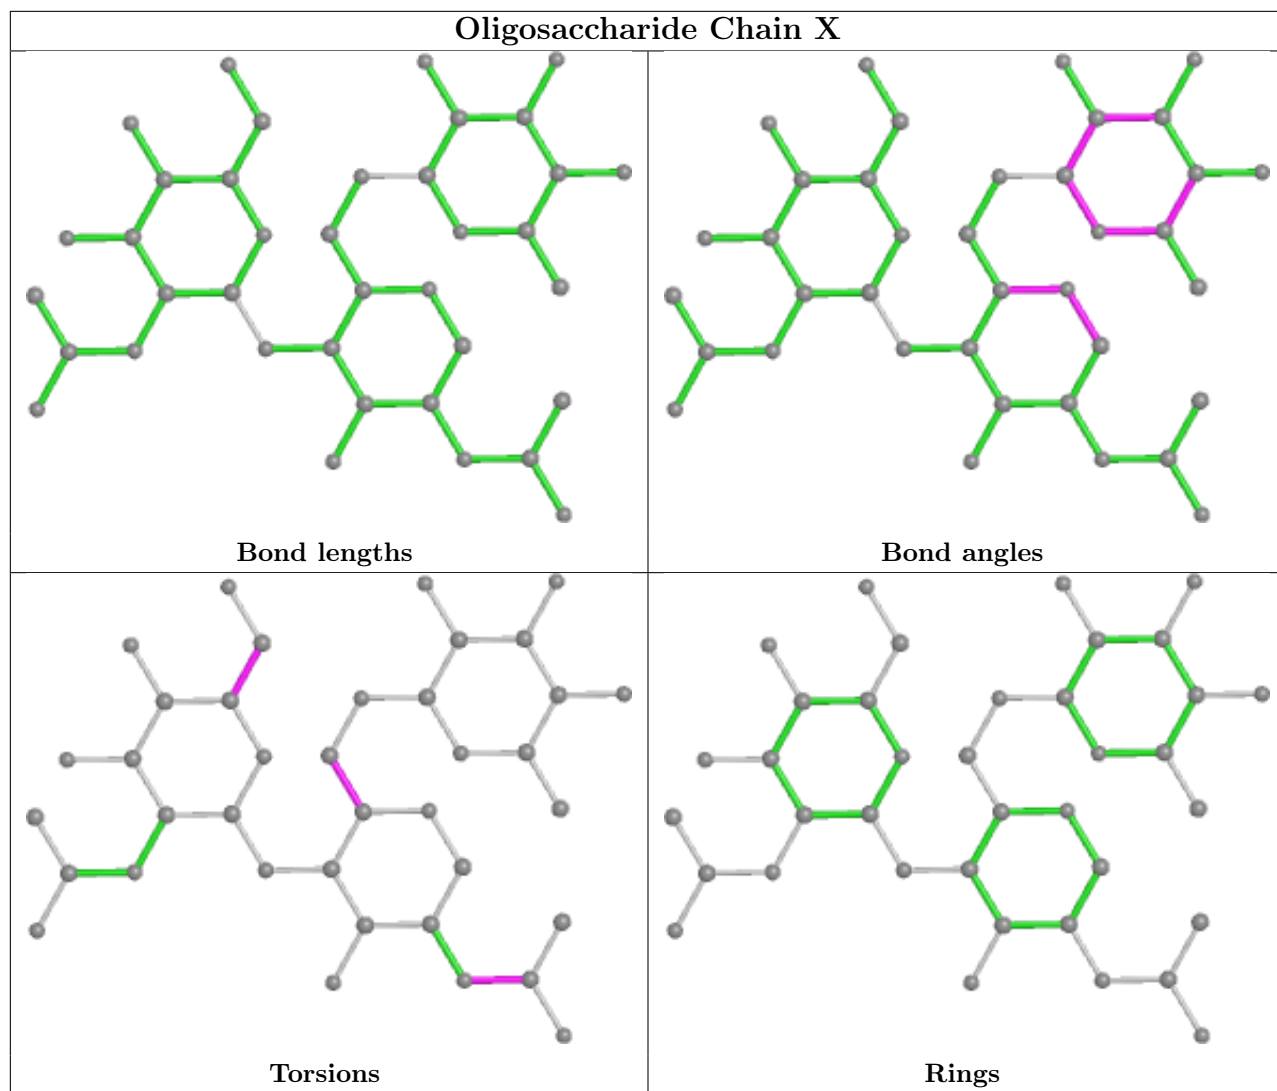 Oligosaccharide Chain X
Bond lengths
Bond angles
Torsions
Rings